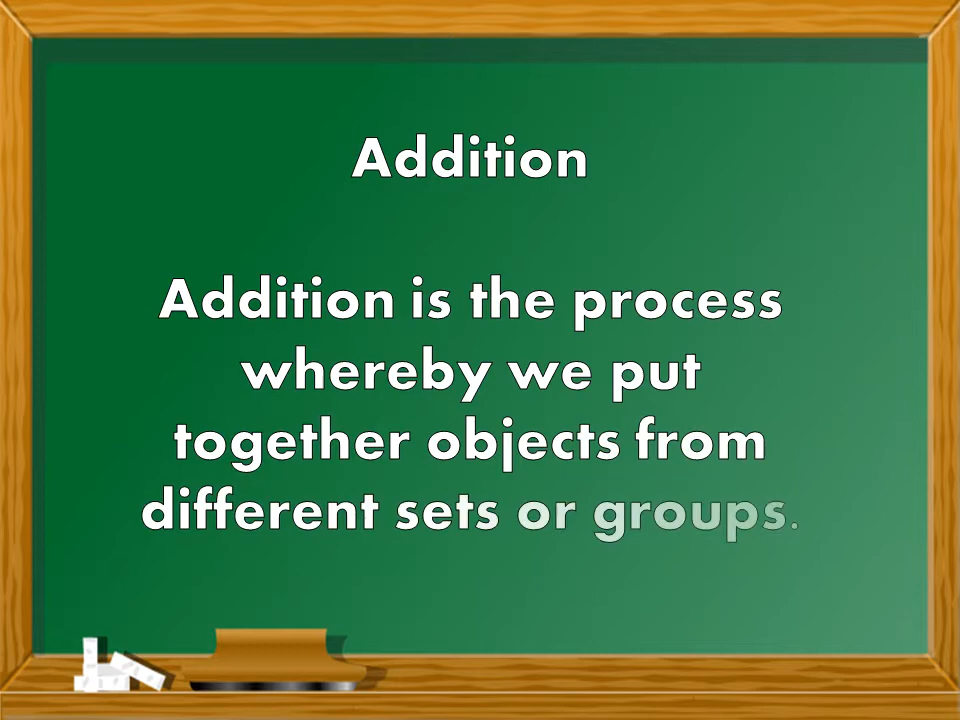 Addition
Addition is the process
whereby we put
together objects from
different sets or groups.